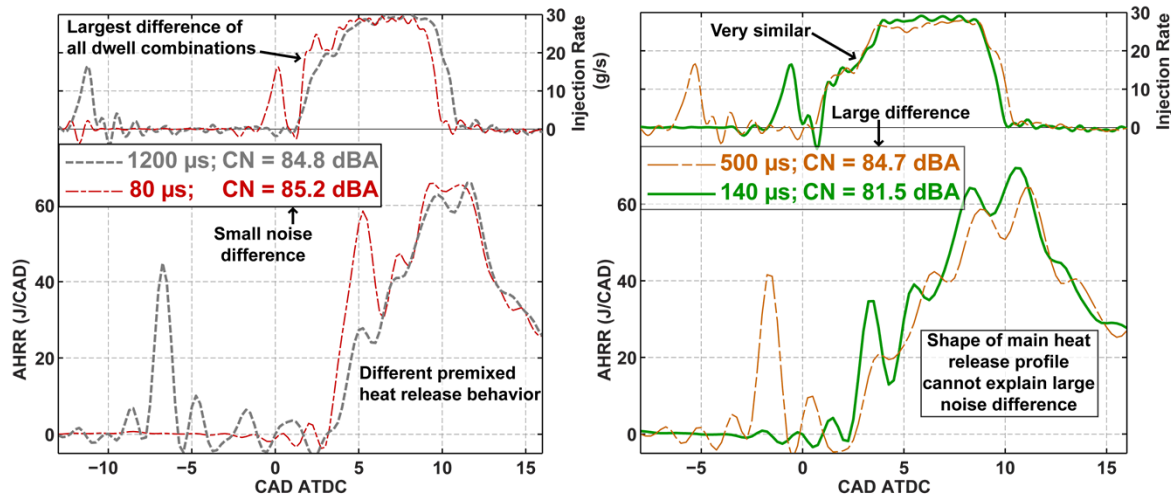 Largest difference of
all dwell combinations
30
20
10
0
Injection Rate
(g/s)
1200 µs; CN = 84.8 dBA
80 µs; CN = 85.2 dBA
Small noise
difference
60
40
20
0
AHRR (J/CAD)
Different premixed
heat release behavior
−10
−5
0
5
10
15
CAD ATDC
Very similar
30
20
10
0
Injection Rate
(g/s)
Large difference
500 µs; CN = 84.7 dBA
140 µs; CN = 81.5 dBA
60
40
20
0
AHRR (J/CAD)
Shape of main heat
release profile
cannot explain large
noise difference
−5
0
5
10
15
CAD ATDC